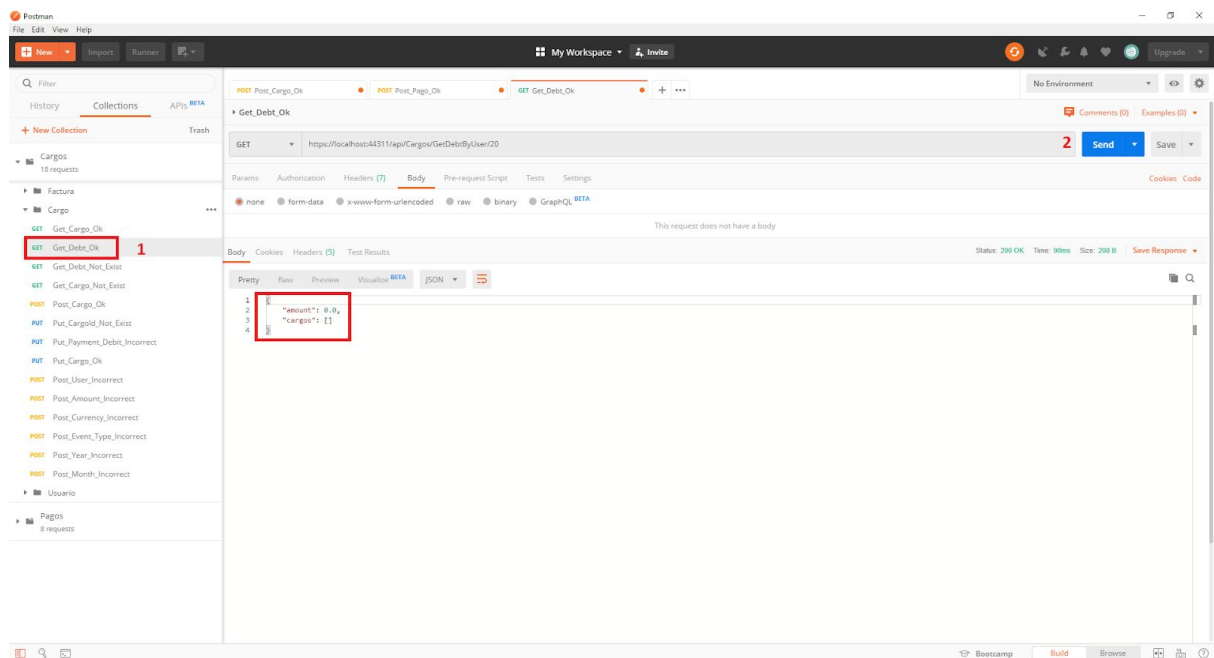 Postman
File Edit View Help
New Import Runner My Workspace Invite Upgrade
Filter
History Collections APIs BETA
+ New Collection Trash
Cargos
18 requests
Factura
Cargo
GET Get_Cargo_Ok
GET Get_Debt_Ok 1
GET Get_Debt_Not_Exist
GET Get_Cargo_Not_Exist
POST Post_Cargo_Ok
PUT Put_CargoId_Not_Exist
PUT Put_Payment_Debit_Incorrect
PUT Put_Cargo_Ok
POST Post_User_Incorrect
POST Post_Amount_Incorrect
POST Post_Currency_Incorrect
POST Post_Event_Type_Incorrect
POST Post_Year_Incorrect
POST Post_Month_Incorrect
Usuario
Pagos
8 requests
POST Post_Cargo_Ok POST Post_Pago_Ok GET Get_Debt_Ok No Environment
Get_Debt_Ok Comments (0) Examples (0)
GET https://localhost:44311/api/Cargos/GetDebtByUser/20 2 Send Save
Params Authorization Headers (7) Body Pre-request Script Tests Settings Cookies Code
none form-data x-www-form-urlencoded raw binary GraphQL BETA
This request does not have a body
Body Cookies Headers (5) Test Results Status: 200 OK Time: 90ms Size: 208 B Save Response
Pretty Raw Preview Visualize BETA JSON
1 {
2 "amount": 0.0,
3 "cargos": []
4 }
Bootcamp Build Browse